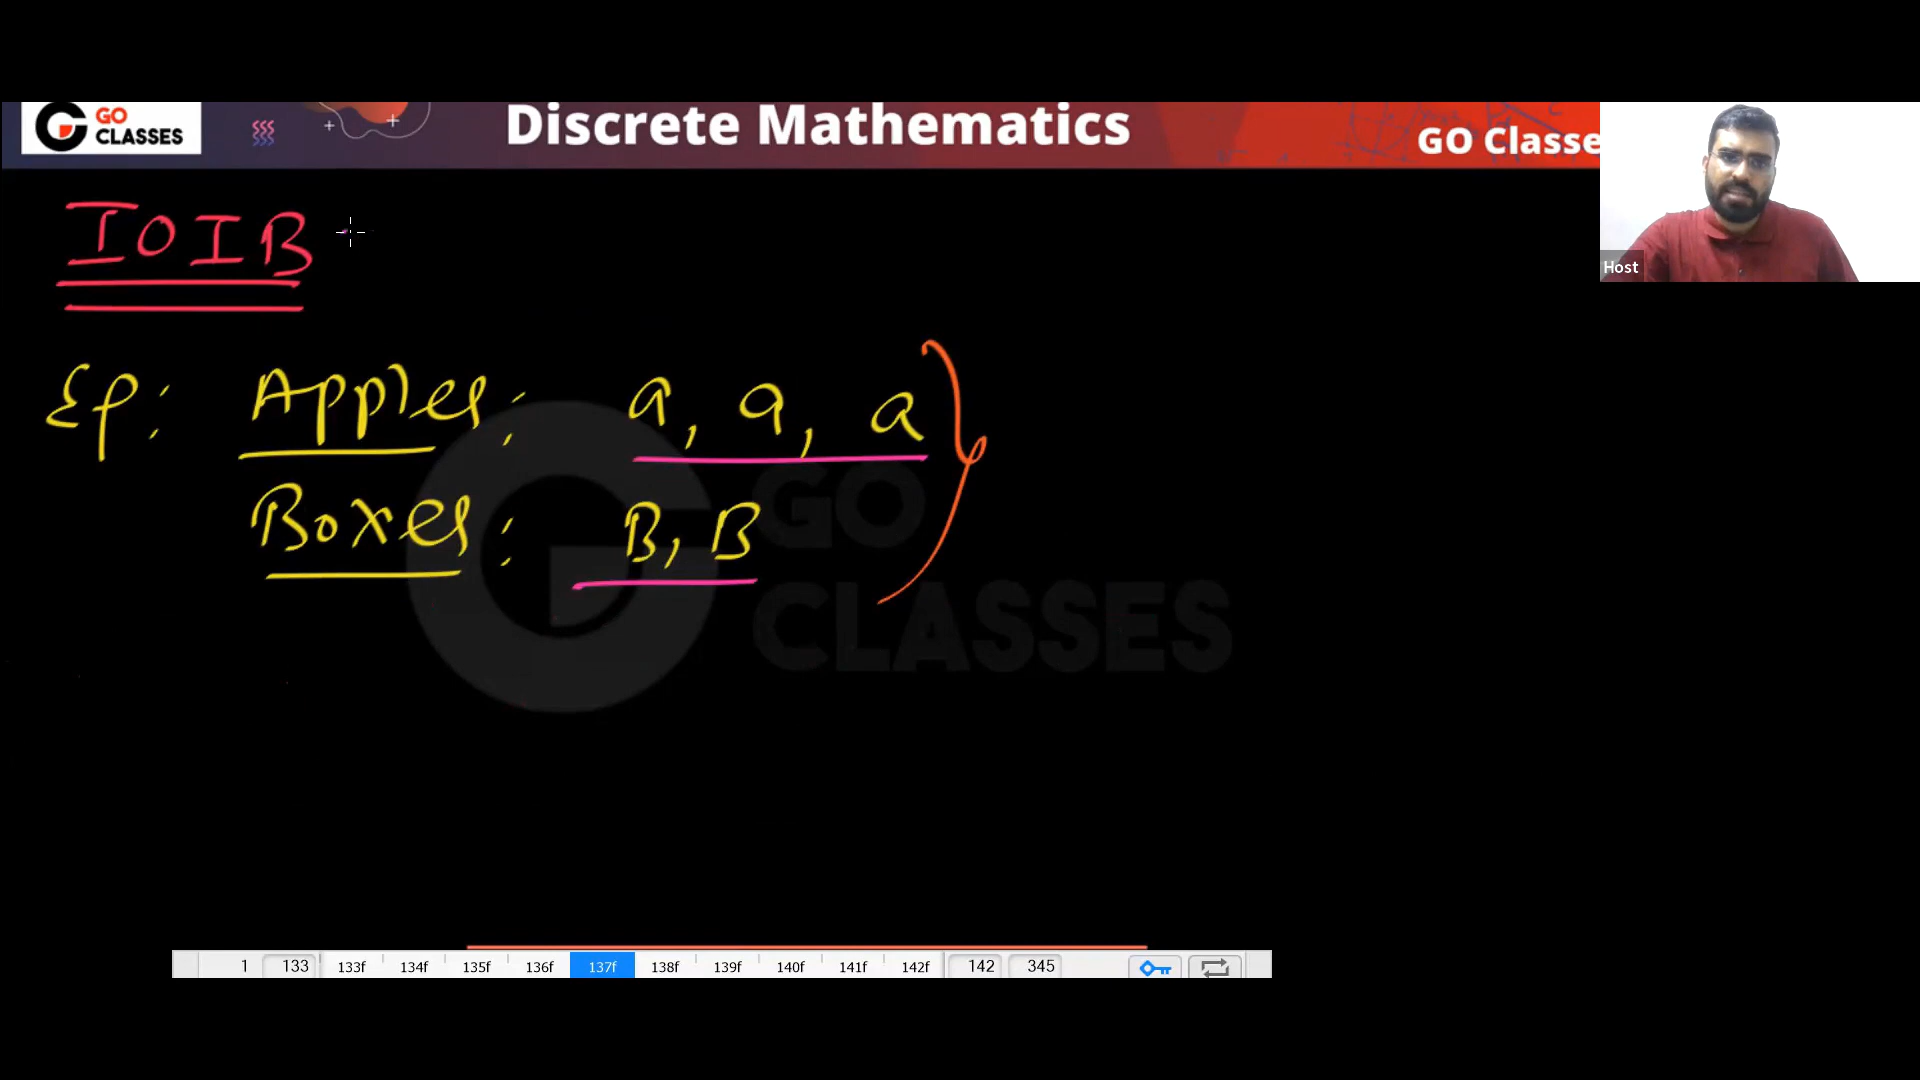 GO
CLASSES
Discrete Mathematics
GO Classe
Host
IOIB
Eg: Apples: a, a, a
Boxes: B, B
GO
CLASSES
1 133 133f 134f 135f 136f 137f 138f 139f 140f 141f 142f 142 345